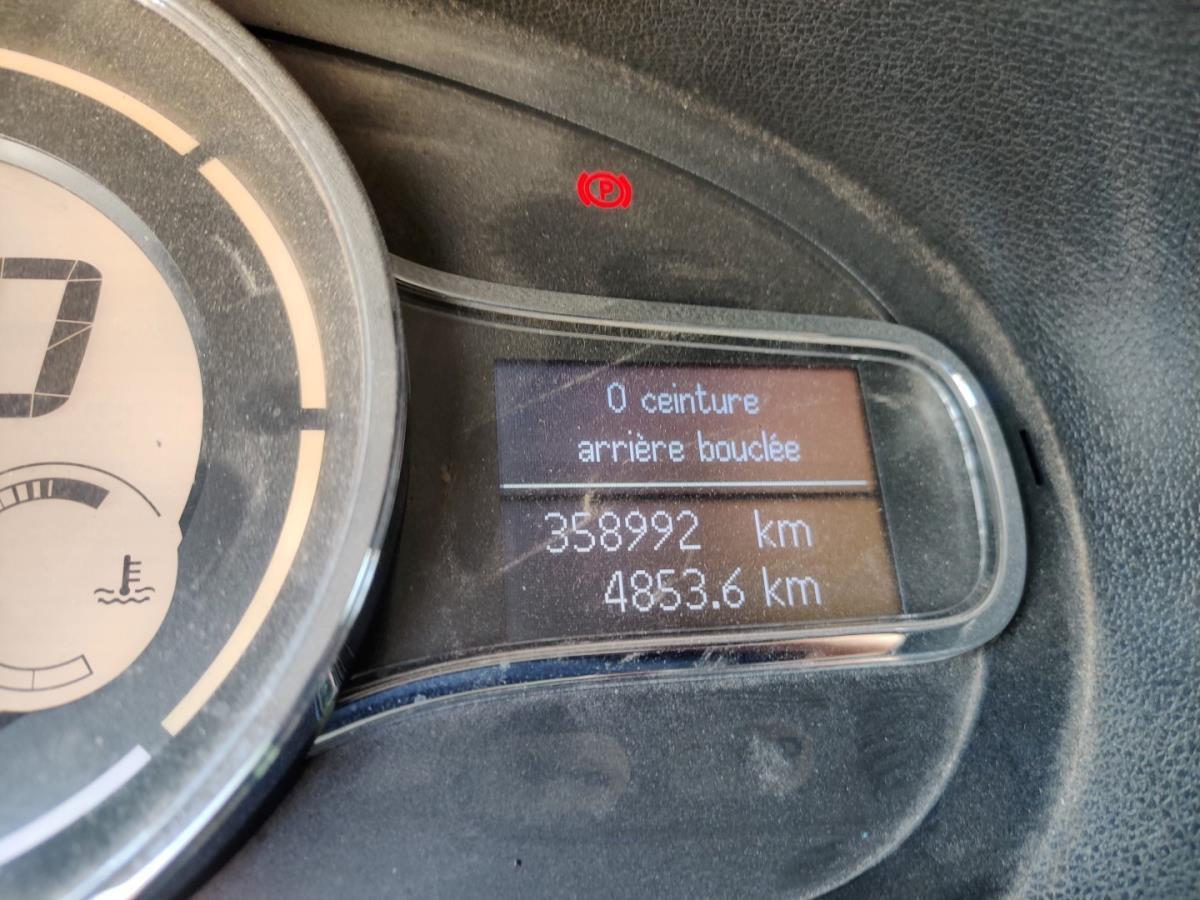 P
0 ceinture
arrière bouclée
358992 km
4853.6 km